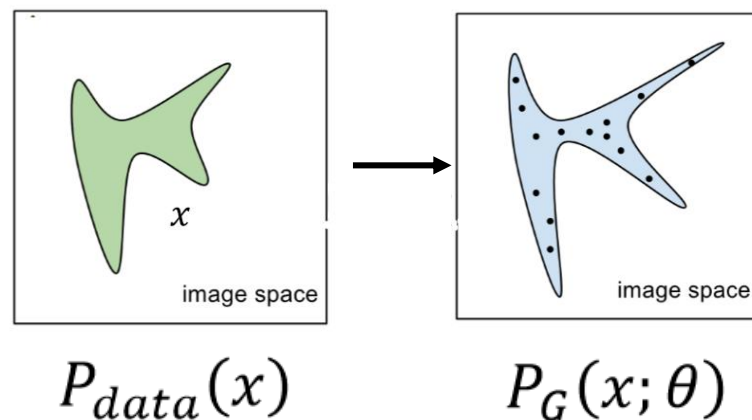 x
image space
image space
P_data(x)
P_G(x; θ)